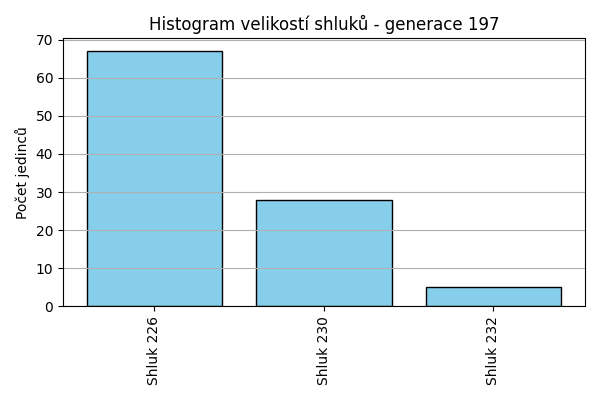 Histogram velikostí shluků - generace 197
Počet jedinců
70
60
50
40
30
20
10
0
Shluk 226
Shluk 230
Shluk 232